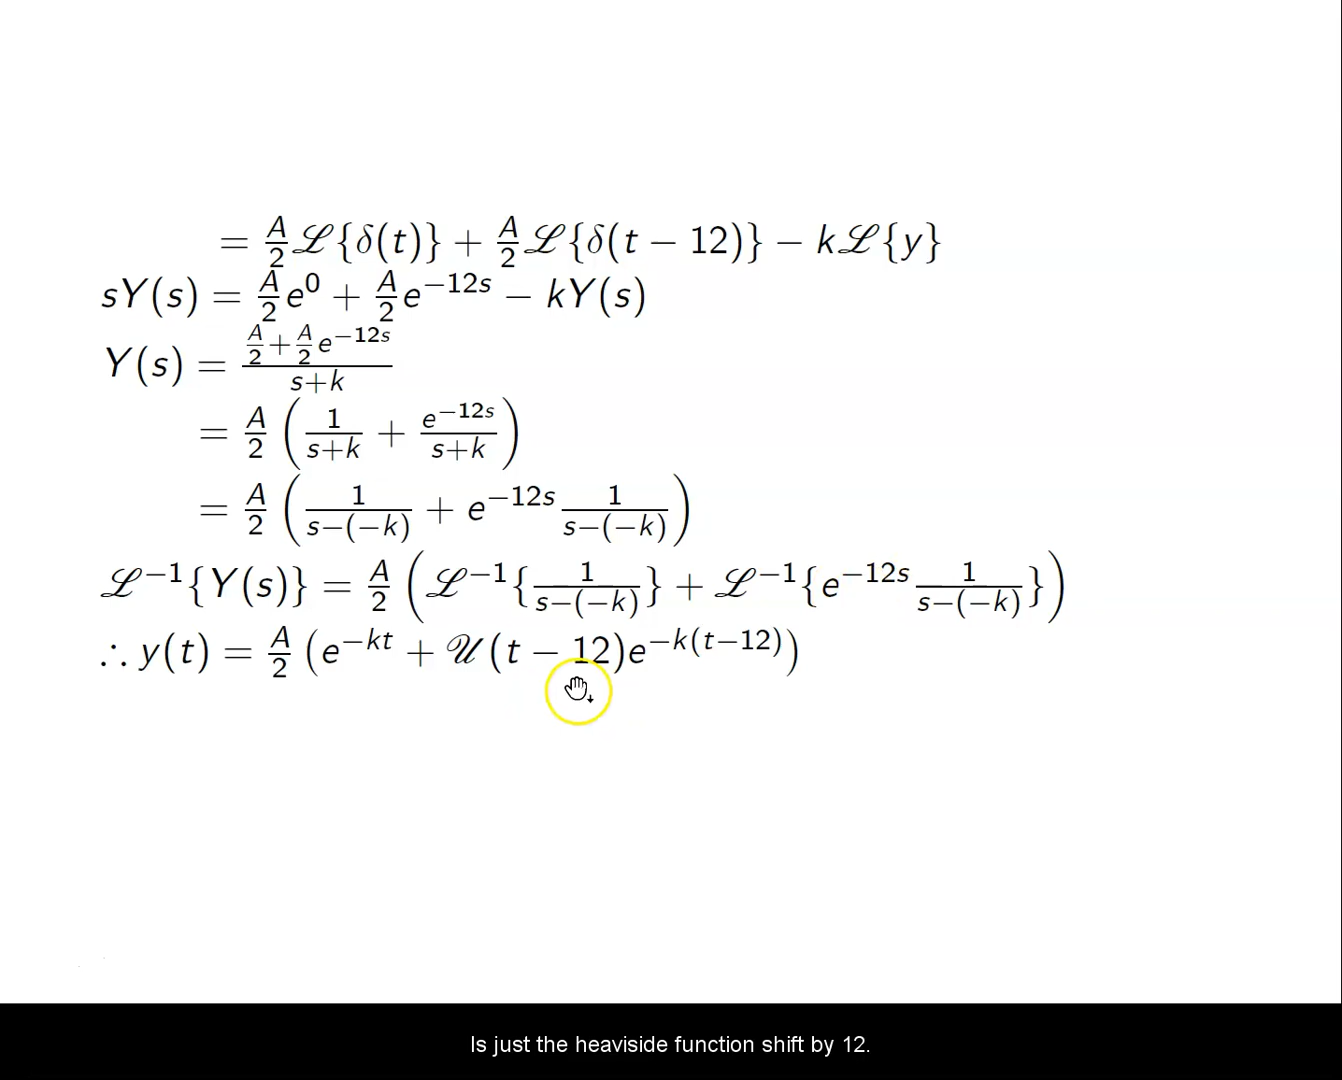 = A/2 ℒ{δ(t)} + A/2 ℒ{δ(t − 12)} − kℒ{y}
sY(s) = A/2 e^0 + A/2 e^{−12s} − kY(s)
Y(s) = (A/2 + A/2 e^{−12s})/(s+k)
= A/2 (1/(s+k) + e^{−12s}/(s+k))
= A/2 (1/(s−(−k)) + e^{−12s} 1/(s−(−k)))
ℒ^{−1}{Y(s)} = A/2 (ℒ^{−1}{1/(s−(−k))} + ℒ^{−1}{e^{−12s} 1/(s−(−k))})
∴ y(t) = A/2 (e^{−kt} + 𝒰(t − 12)e^{−k(t−12)})
Is just the heaviside function shift by 12.